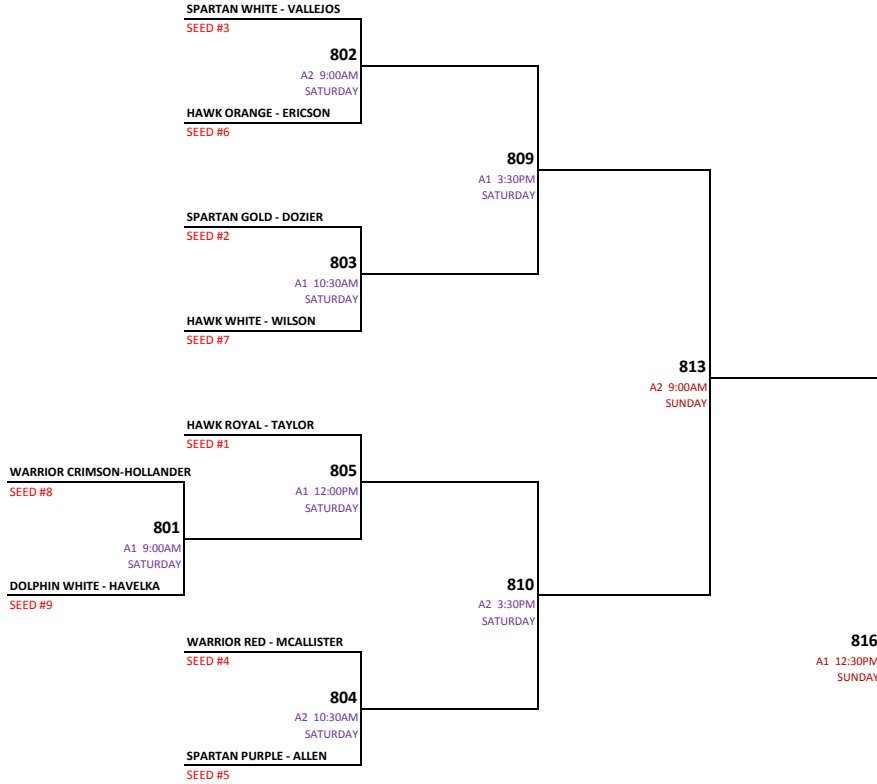 SPARTAN WHITE - VALLEJOS
SEED #3
802
A2 9:00AM
SATURDAY
HAWK ORANGE - ERICSON
SEED #6
809
A1 3:30PM
SATURDAY
SPARTAN GOLD - DOZIER
SEED #2
803
A1 10:30AM
SATURDAY
HAWK WHITE - WILSON
SEED #7
813
A2 9:00AM
SUNDAY
HAWK ROYAL - TAYLOR
SEED #1
WARRIOR CRIMSON-HOLLANDER
SEED #8
805
A1 12:00PM
SATURDAY
801
A1 9:00AM
SATURDAY
DOLPHIN WHITE - HAVELKA
SEED #9
810
A2 3:30PM
SATURDAY
WARRIOR RED - MCALLISTER
SEED #4
816
A1 12:30PM
SUNDAY
804
A2 10:30AM
SATURDAY
SPARTAN PURPLE - ALLEN
SEED #5